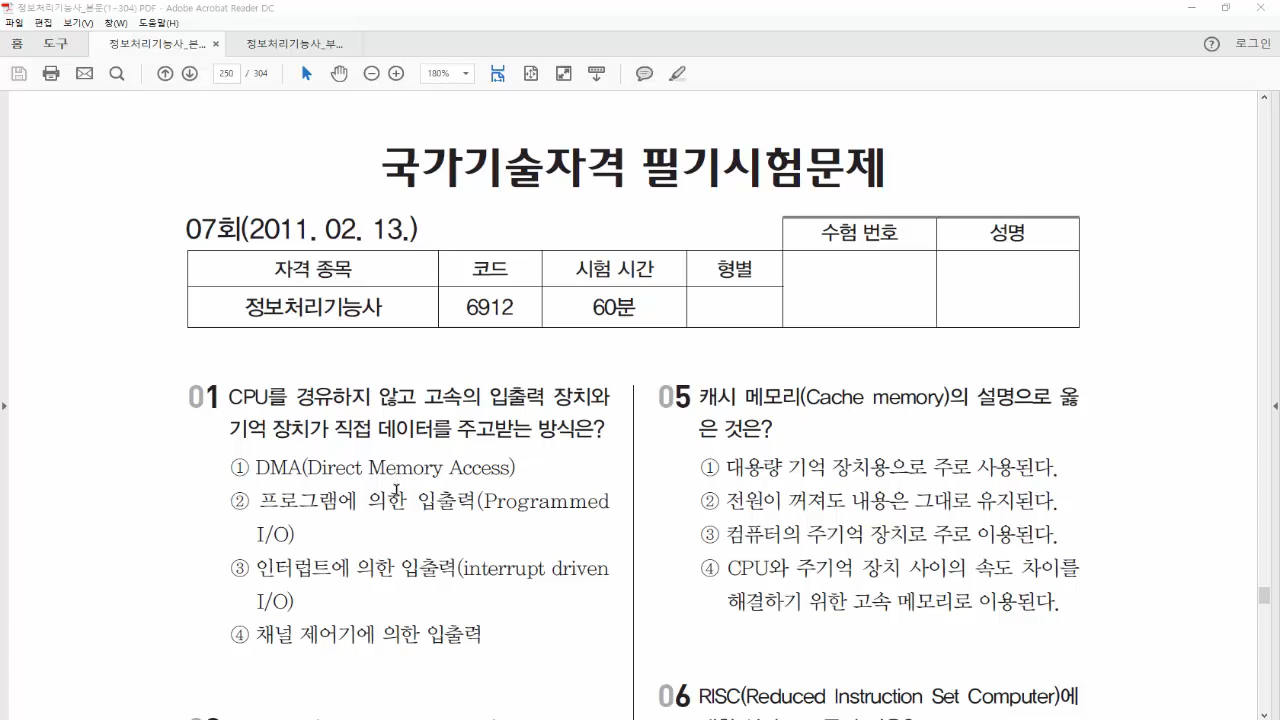 정보처리기능사_본문(1-304) PDF - Adobe Acrobat Reader DC
파일 편집 보기(V) 창(W) 도움말(H)
홈 도구 정보처리기능사_본... × 정보처리기능사_부... 로그인
250 / 304 180%
국가기술자격 필기시험문제
07회(2011. 02. 13.)
수험 번호 성명
자격 종목 코드 시험 시간 형별
정보처리기능사 6912 60분
01 CPU를 경유하지 않고 고속의 입출력 장치와
기억 장치가 직접 데이터를 주고받는 방식은?
① DMA(Direct Memory Access)
② 프로그램에 의한 입출력(Programmed
I/O)
③ 인터럽트에 의한 입출력(interrupt driven
I/O)
④ 채널 제어기에 의한 입출력
05 캐시 메모리(Cache memory)의 설명으로 옳
은 것은?
① 대용량 기억 장치용으로 주로 사용된다.
② 전원이 꺼져도 내용은 그대로 유지된다.
③ 컴퓨터의 주기억 장치로 주로 이용된다.
④ CPU와 주기억 장치 사이의 속도 차이를
해결하기 위한 고속 메모리로 이용된다.
06 RISC(Reduced Instruction Set Computer)에